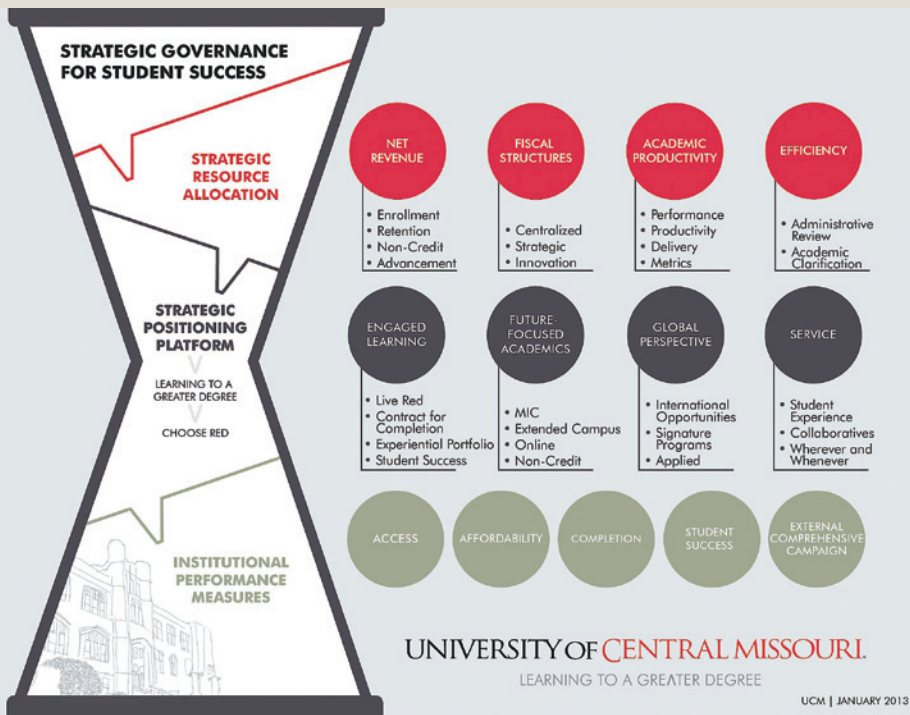 STRATEGIC GOVERNANCE
FOR STUDENT SUCCESS
STRATEGIC
RESOURCE
ALLOCATION
STRATEGIC
POSITIONING
PLATFORM
LEARNING TO A
GREATER DEGREE
CHOOSE RED
INSTITUTIONAL
PERFORMANCE
MEASURES
NET
REVENUE
• Enrollment
• Retention
• Non-Credit
• Advancement
FISCAL
STRUCTURES
• Centralized
• Strategic
• Innovation
ACADEMIC
PRODUCTIVITY
• Performance
• Productivity
• Delivery
• Metrics
EFFICIENCY
• Administrative
Review
• Academic
Clarification
ENGAGED
LEARNING
• Live Red
• Contract for
Completion
• Experiential Portfolio
• Student Success
FUTURE-
FOCUSED
ACADEMICS
• MIC
• Extended Campus
• Online
• Non-Credit
GLOBAL
PERSPECTIVE
• International
Opportunities
• Signature
Programs
• Applied
SERVICE
• Student
Experience
• Collaboratives
• Wherever and
Whenever
ACCESS
AFFORDABILITY
COMPLETION
STUDENT
SUCCESS
EXTERNAL
COMPREHENSIVE
CAMPAIGN
UNIVERSITY OF CENTRAL MISSOURI.
LEARNING TO A GREATER DEGREE
UCM | JANUARY 2013